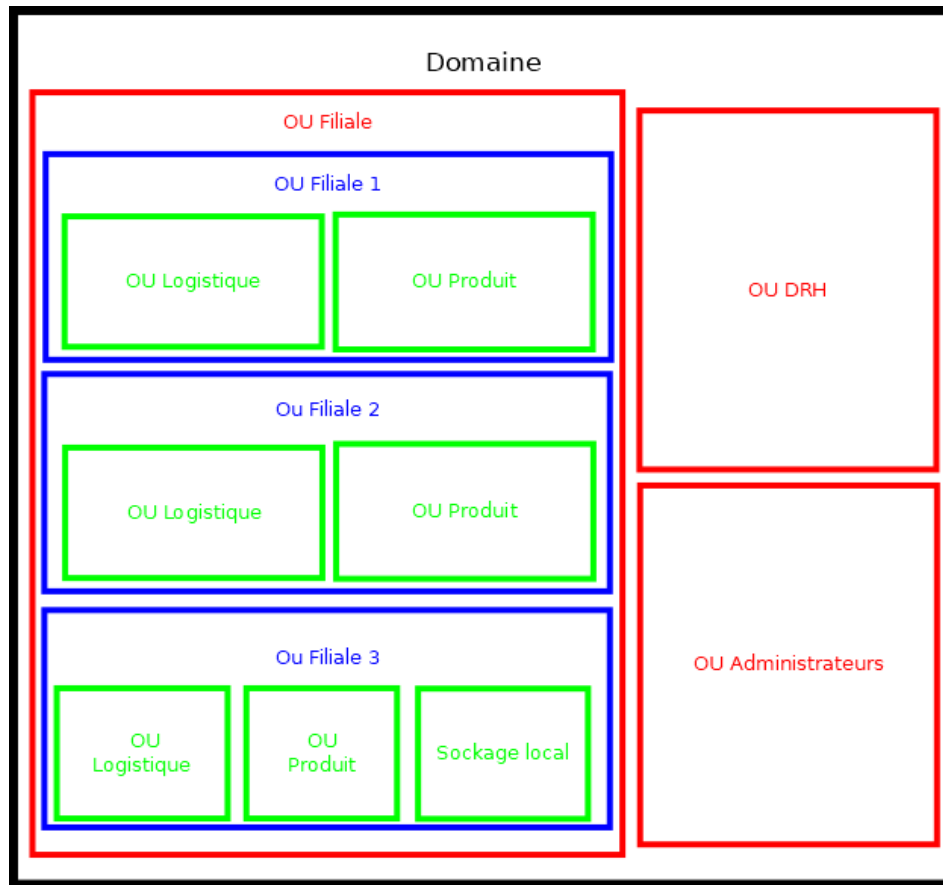 Domaine
OU Filiale
OU Filiale 1
OU Logistique
OU Produit
Ou Filiale 2
OU Logistique
OU Produit
Ou Filiale 3
OU
Logistique
OU
Produit
Sockage local
OU DRH
OU Administrateurs